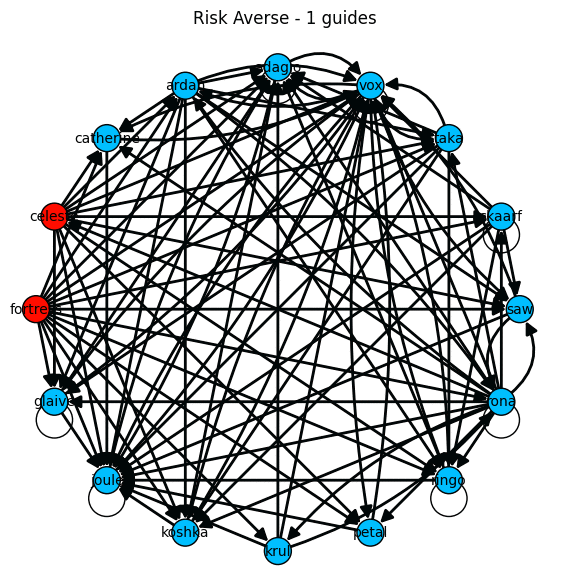 Risk Averse - 1 guides
adagio
ardan
vox
catherine
taka
celeste
skaarf
fortress
saw
glaive
rona
joule
ringo
koshka
petal
krul